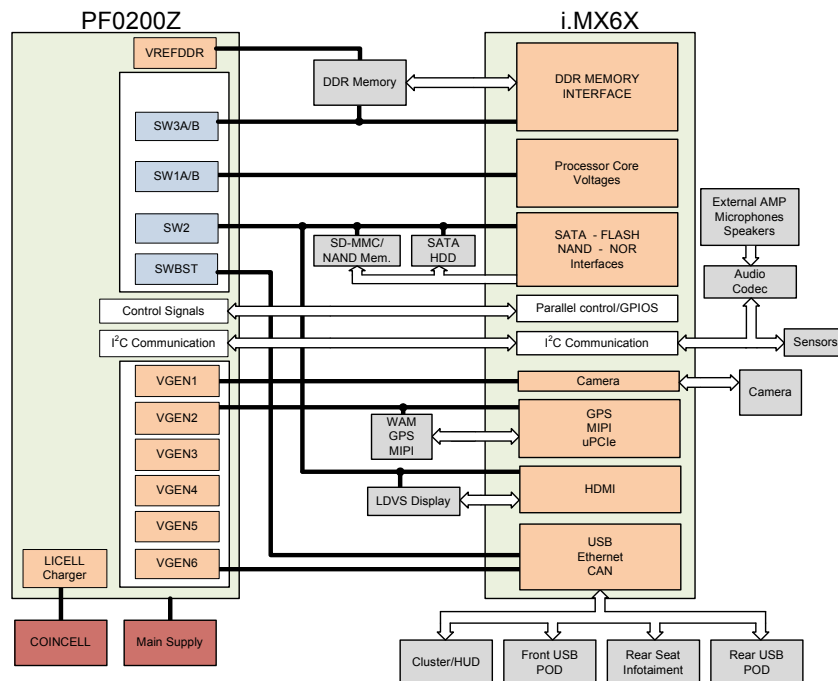 PF0200Z
i.MX6X
VREFDDR
DDR Memory
DDR MEMORY
INTERFACE
SW3A/B
SW1A/B
Processor Core
Voltages
SW2
SD-MMC/
NAND Mem.
SATA
HDD
SATA - FLASH
NAND - NOR
Interfaces
External AMP
Microphones
Speakers
SWBST
Audio
Codec
Control Signals
Parallel control/GPIOS
I²C Communication
I²C Communication
Sensors
VGEN1
Camera
Camera
VGEN2
WAM
GPS
MIPI
GPS
MIPI
uPCIe
VGEN3
VGEN4
LDVS Display
HDMI
VGEN5
VGEN6
USB
Ethernet
CAN
LICELL
Charger
COINCELL
Main Supply
Cluster/HUD
Front USB
POD
Rear Seat
Infotaiment
Rear USB
POD